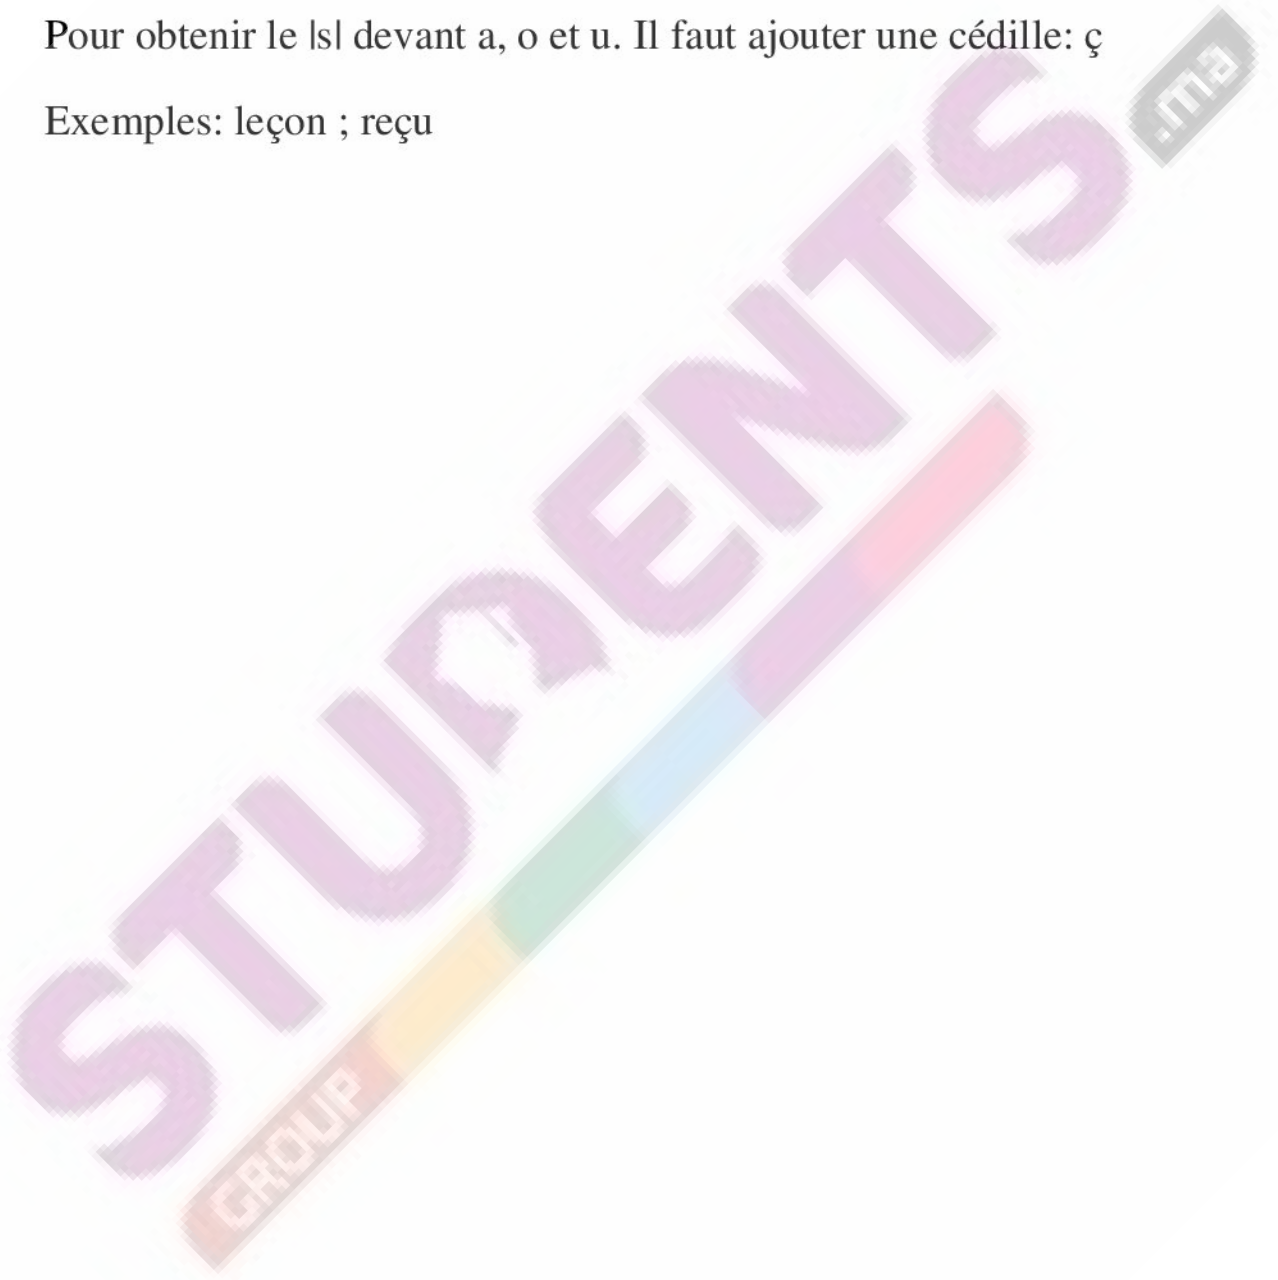 Pour obtenir le |s| devant a, o et u. Il faut ajouter une cédille: ç
Exemples: leçon ; reçu
STUDENTS
.ma
GROUP